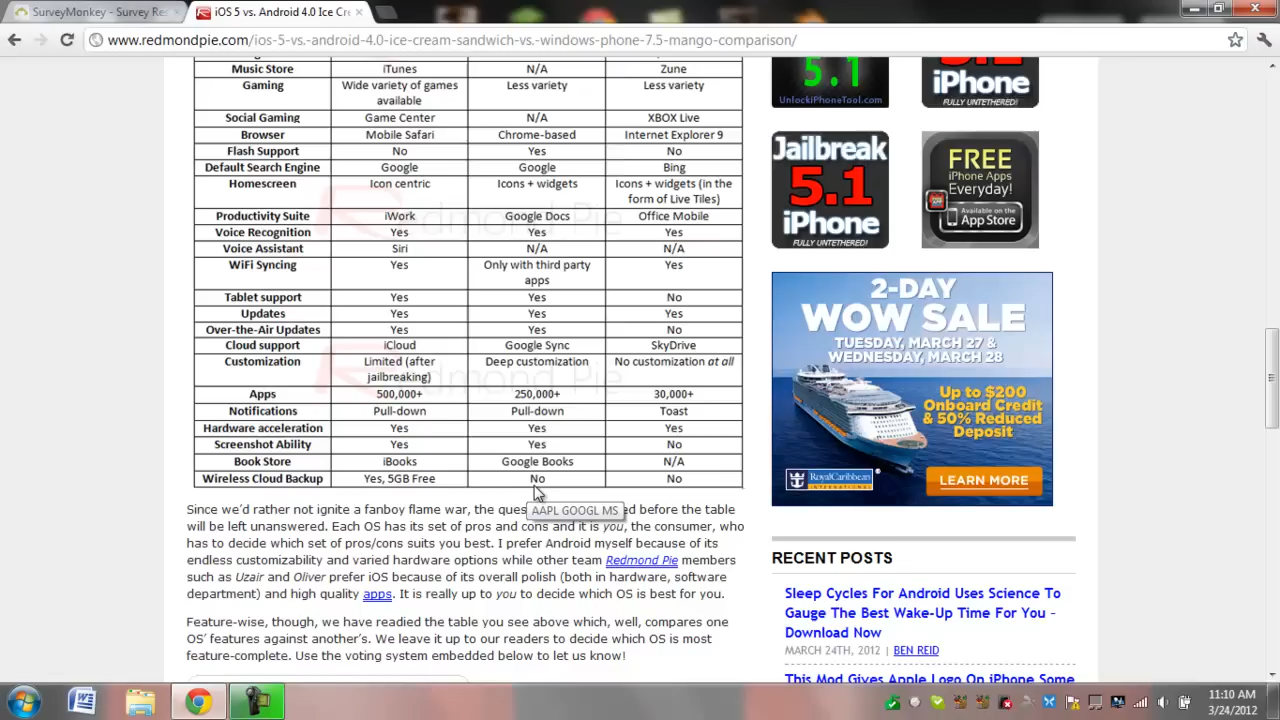 SurveyMonkey - Survey Res
iOS 5 vs. Android 4.0 Ice Cre
www.redmondpie.com/ios-5-vs.-android-4.0-ice-cream-sandwich-vs.-windows-phone-7.5-mango-comparison/
Music Store iTunes N/A Zune
Gaming Wide variety of games available Less variety Less variety
Social Gaming Game Center N/A XBOX Live
Browser Mobile Safari Chrome-based Internet Explorer 9
Flash Support No Yes No
Default Search Engine Google Google Bing
Homescreen Icon centric Icons + widgets Icons + widgets (in the form of Live Tiles)
Productivity Suite iWork Google Docs Office Mobile
Voice Recognition Yes Yes Yes
Voice Assistant Siri N/A N/A
WiFi Syncing Yes Only with third party apps Yes
Tablet support Yes Yes No
Updates Yes Yes Yes
Over-the-Air Updates Yes Yes No
Cloud support iCloud Google Sync SkyDrive
Customization Limited (after jailbreaking) Deep customization No customization at all
Apps 500,000+ 250,000+ 30,000+
Notifications Pull-down Pull-down Toast
Hardware acceleration Yes Yes Yes
Screenshot Ability Yes Yes No
Book Store iBooks Google Books N/A
Wireless Cloud Backup Yes, 5GB Free No No
Redmond Pie
Redmond Pie
AAPL GOOGL MS
Since we'd rather not ignite a fanboy flame war, the ques ed before the table
will be left unanswered. Each OS has its set of pros and cons and it is you, the consumer, who
has to decide which set of pros/cons suits you best. I prefer Android myself because of its
endless customizability and varied hardware options while other team Redmond Pie members
such as Uzair and Oliver prefer iOS because of its overall polish (both in hardware, software
department) and high quality apps. It is really up to you to decide which OS is best for you.
Feature-wise, though, we have readied the table you see above which, well, compares one
OS' features against another's. We leave it up to our readers to decide which OS is most
feature-complete. Use the voting system embedded below to let us know!
5.1
UnlockiPhoneTool.com
5.1
iPhone
FULLY UNTETHERED!
Jailbreak
5.1
iPhone
FULLY UNTETHERED!
FREE
iPhone Apps
Everyday!
Available on the
App Store
2-DAY
WOW SALE
TUESDAY, MARCH 27 &
WEDNESDAY, MARCH 28
Up to $200
Onboard Credit
& 50% Reduced
Deposit
RoyalCaribbean
INTERNATIONAL
LEARN MORE
RECENT POSTS
Sleep Cycles For Android Uses Science To
Gauge The Best Wake-Up Time For You –
Download Now
MARCH 24TH, 2012 | BEN REID
This Mod Gives Apple Logo On iPhone Some
11:10 AM
3/24/2012